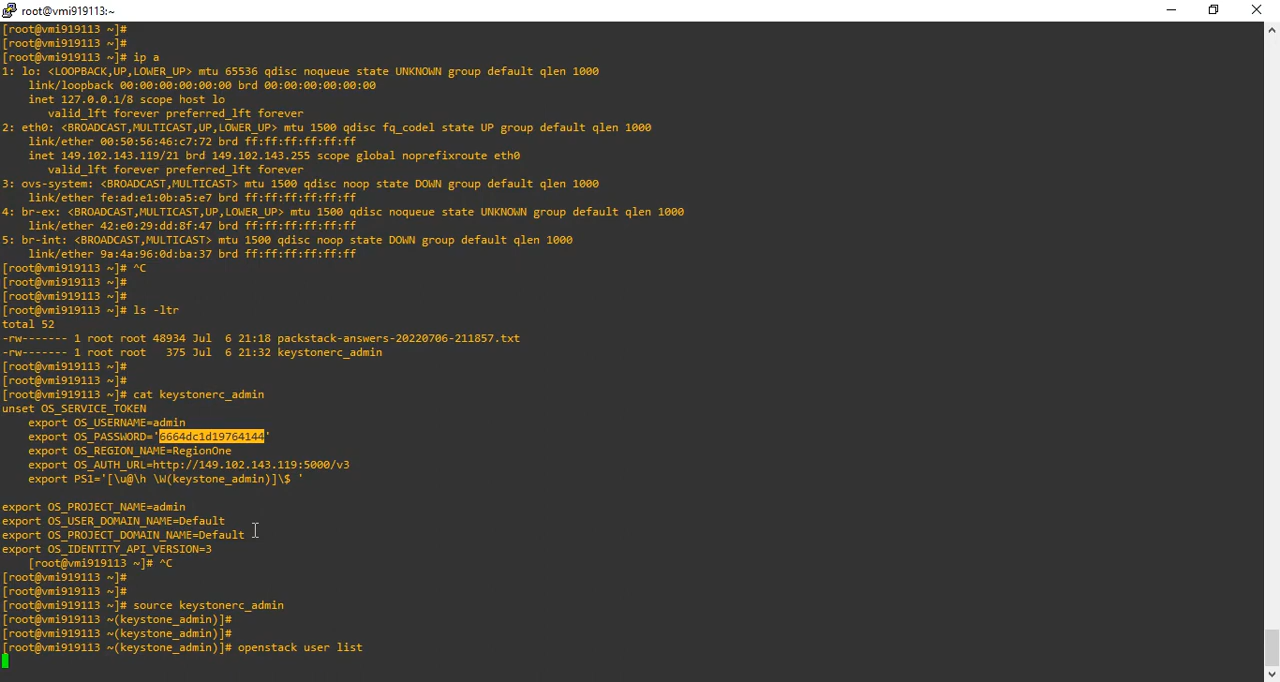 root@vmi919113:~
[root@vmi919113 ~]#
[root@vmi919113 ~]#
[root@vmi919113 ~]# ip a
1: lo: <LOOPBACK,UP,LOWER_UP> mtu 65536 qdisc noqueue state UNKNOWN group default qlen 1000
    link/loopback 00:00:00:00:00:00 brd 00:00:00:00:00:00
    inet 127.0.0.1/8 scope host lo
       valid_lft forever preferred_lft forever
2: eth0: <BROADCAST,MULTICAST,UP,LOWER_UP> mtu 1500 qdisc fq_codel state UP group default qlen 1000
    link/ether 00:50:56:46:c7:72 brd ff:ff:ff:ff:ff:ff
    inet 149.102.143.119/21 brd 149.102.143.255 scope global noprefixroute eth0
       valid_lft forever preferred_lft forever
3: ovs-system: <BROADCAST,MULTICAST> mtu 1500 qdisc noop state DOWN group default qlen 1000
    link/ether fe:ad:e1:0b:a5:e7 brd ff:ff:ff:ff:ff:ff
4: br-ex: <BROADCAST,MULTICAST,UP,LOWER_UP> mtu 1500 qdisc noqueue state UNKNOWN group default qlen 1000
    link/ether 42:e0:29:dd:8f:47 brd ff:ff:ff:ff:ff:ff
5: br-int: <BROADCAST,MULTICAST> mtu 1500 qdisc noop state DOWN group default qlen 1000
    link/ether 9a:4a:96:0d:ba:37 brd ff:ff:ff:ff:ff:ff
[root@vmi919113 ~]# ^C
[root@vmi919113 ~]#
[root@vmi919113 ~]#
[root@vmi919113 ~]# ls -ltr
total 52
-rw------- 1 root root 48934 Jul  6 21:18 packstack-answers-20220706-211857.txt
-rw------- 1 root root   375 Jul  6 21:32 keystonerc_admin
[root@vmi919113 ~]#
[root@vmi919113 ~]#
[root@vmi919113 ~]# cat keystonerc_admin
unset OS_SERVICE_TOKEN
    export OS_USERNAME=admin
    export OS_PASSWORD='6664dc1d19764144'
    export OS_REGION_NAME=RegionOne
    export OS_AUTH_URL=http://149.102.143.119:5000/v3
    export PS1='[\u@\h \W(keystone_admin)]\$ '
export OS_PROJECT_NAME=admin
export OS_USER_DOMAIN_NAME=Default
export OS_PROJECT_DOMAIN_NAME=Default
export OS_IDENTITY_API_VERSION=3
    [root@vmi919113 ~]# ^C
[root@vmi919113 ~]#
[root@vmi919113 ~]#
[root@vmi919113 ~]# source keystonerc_admin
[root@vmi919113 ~(keystone_admin)]#
[root@vmi919113 ~(keystone_admin)]#
[root@vmi919113 ~(keystone_admin)]# openstack user list